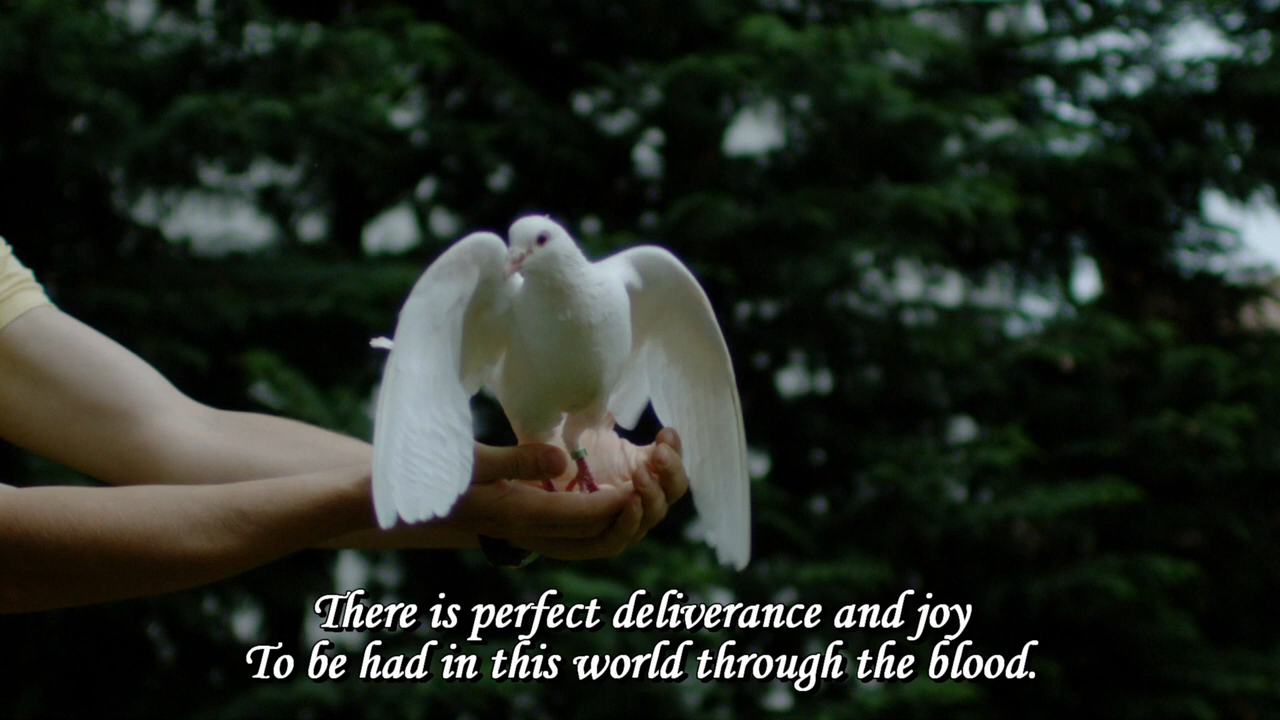 There is perfect deliverance and joy
To be had in this world through the blood.